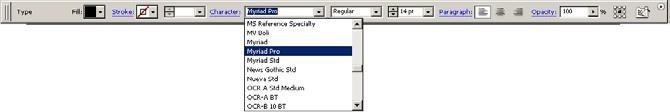 Type Fill: Stroke: Character: Myriad Pro Regular 14 pt Paragraph: Opacity: 100 %
MS Reference Specialty
MV Boli
Myriad
Myriad Pro
Myriad Std
News Gothic Std
Nueva Std
OCR A Std Medium
OCR-A BT
OCR-B 10 BT